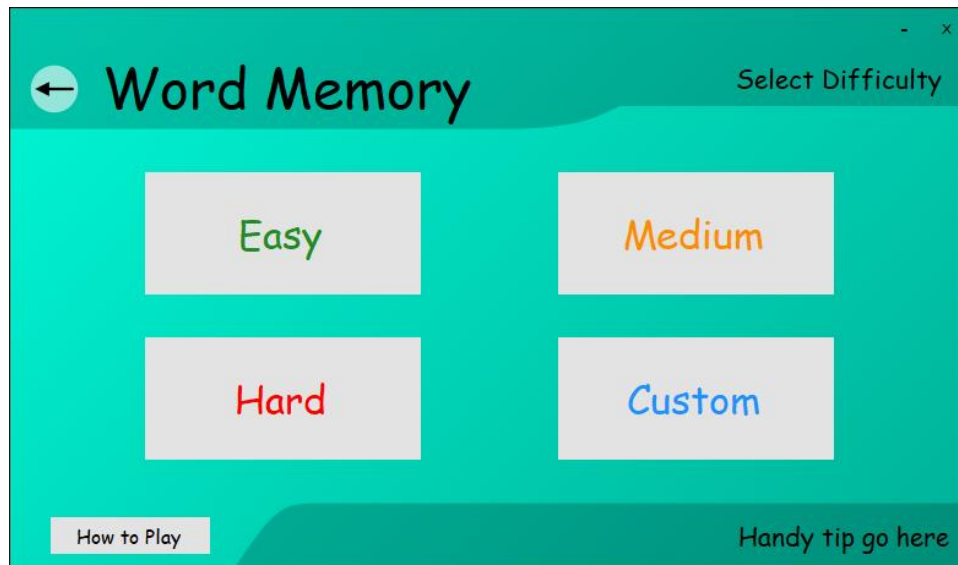 - x
Word Memory
Select Difficulty
Easy
Medium
Hard
Custom
How to Play
Handy tip go here